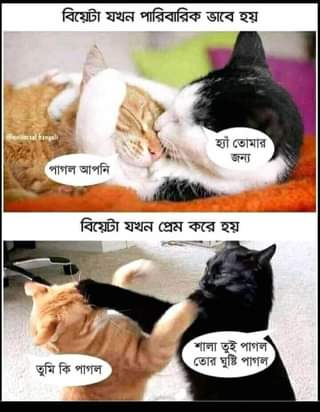 বিয়েটা যখন পারিবারিক ভাবে হয়
হ্যাঁ তোমার
জন্য
পাগল আপনি
বিয়েটা যখন প্রেম করে হয়
শালা তুই পাগল
তোর ঘুষ্টি পাগল
তুমি কি পাগল